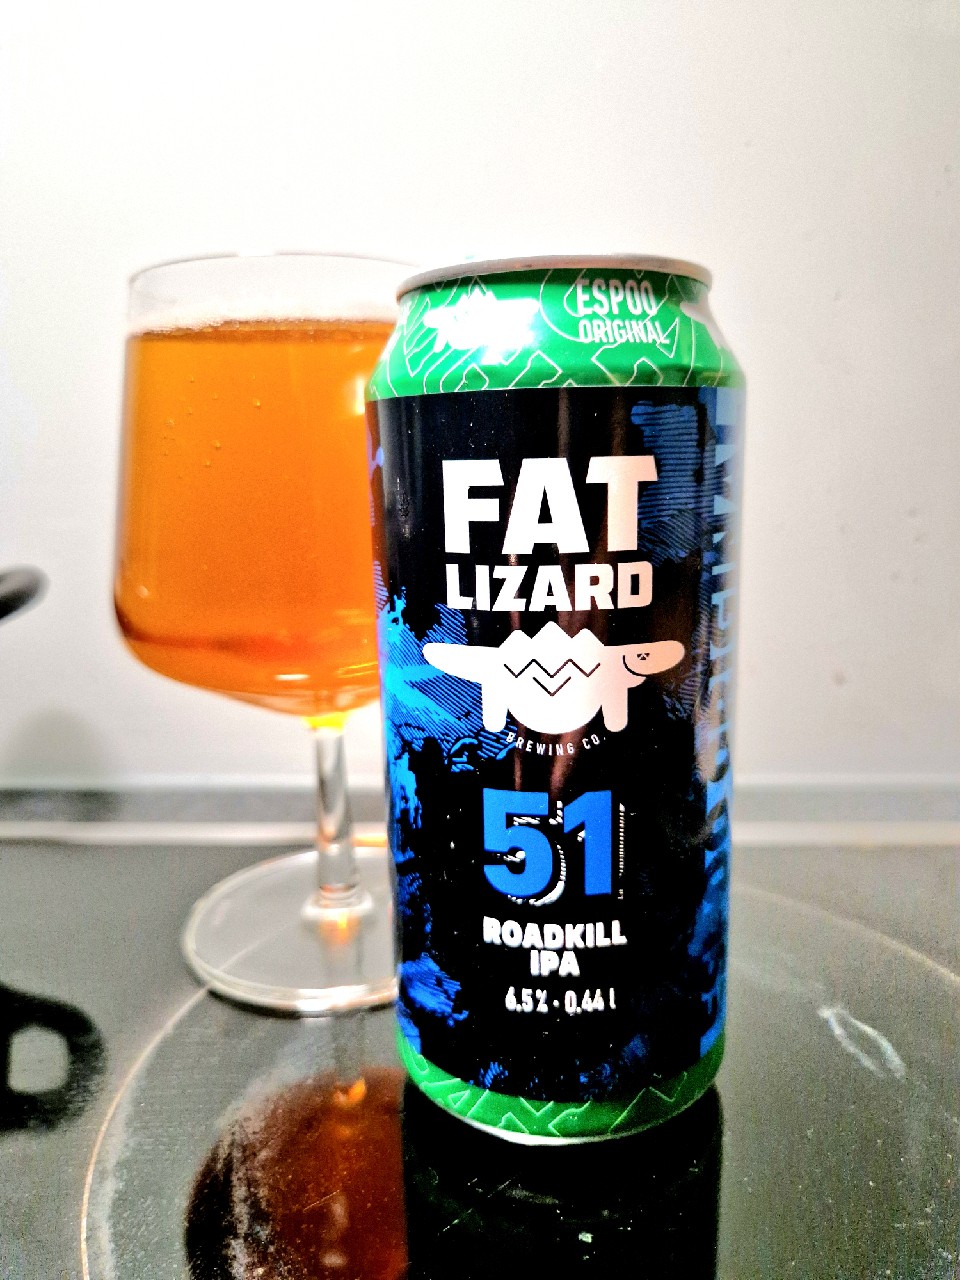 ESPOO
ORIGINAL
FAT
LIZARD
BREWING CO.
51
ROADKILL
IPA
6.5% • 0.44 l